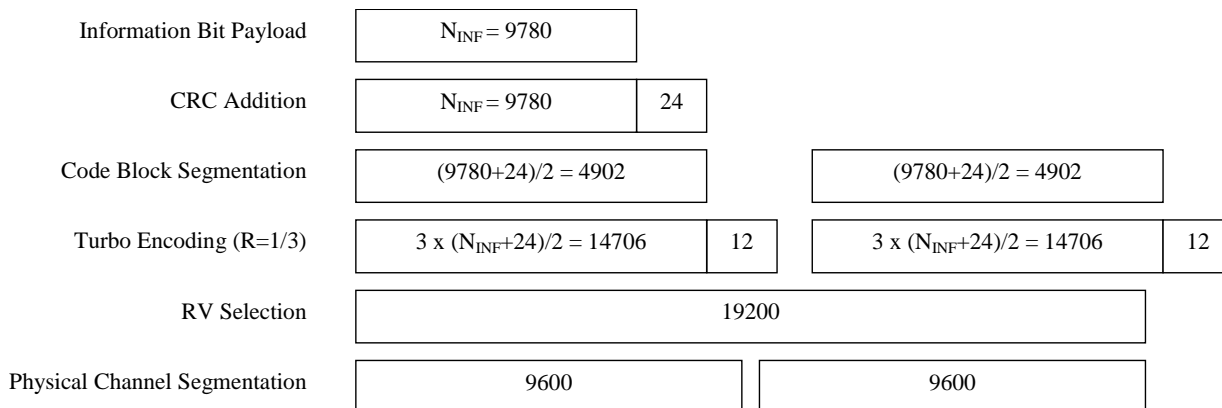 Information Bit Payload N_INF = 9780
CRC Addition N_INF = 9780 24
Code Block Segmentation (9780+24)/2 = 4902 (9780+24)/2 = 4902
Turbo Encoding (R=1/3) 3 x (N_INF+24)/2 = 14706 12 3 x (N_INF+24)/2 = 14706 12
RV Selection 19200
Physical Channel Segmentation 9600 9600